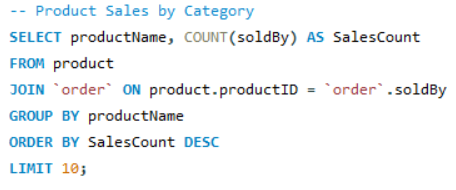 -- Product Sales by Category
SELECT productName, COUNT(soldBy) AS SalesCount
FROM product
JOIN `order` ON product.productID = `order`.soldBy
GROUP BY productName
ORDER BY SalesCount DESC
LIMIT 10;